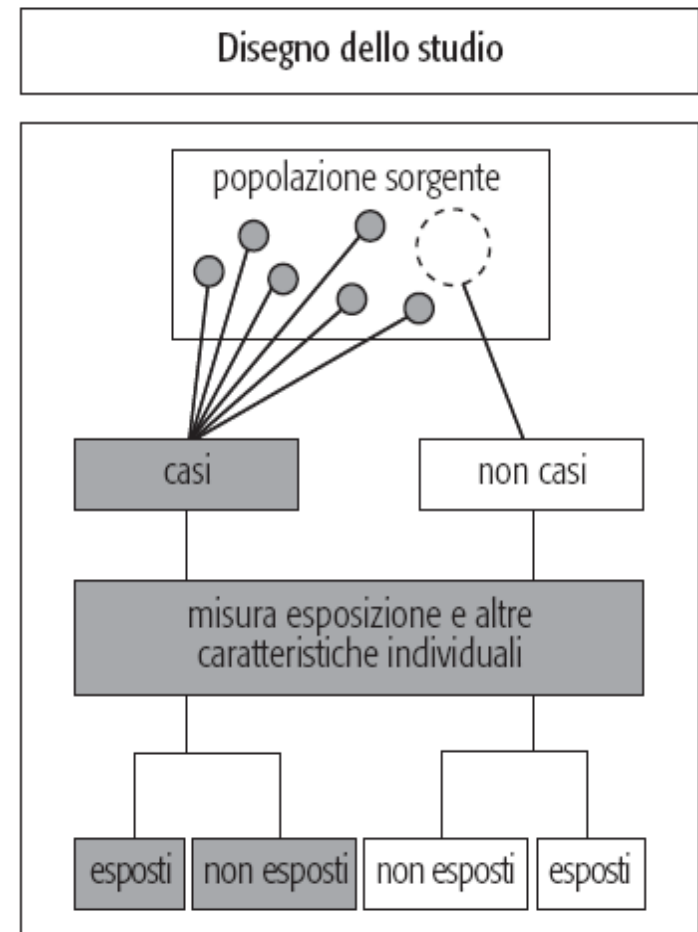 Disegno dello studio
popolazione sorgente
casi
non casi
misura esposizione e altre
caratteristiche individuali
esposti
non esposti
non esposti
esposti